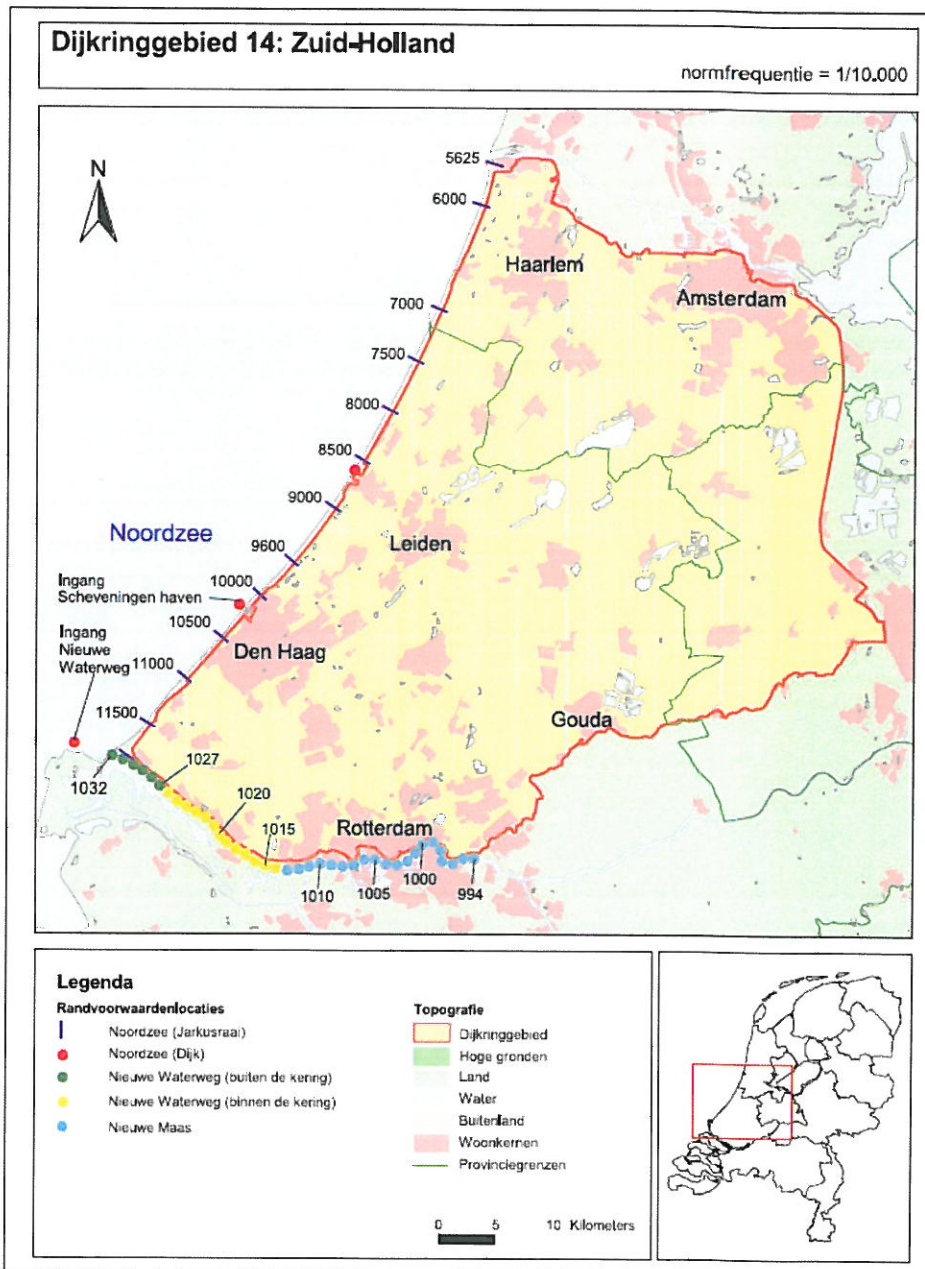 Dijkringgebied 14: Zuid-Holland
normfrequentie = 1/10.000
N
5625
6000
Haarlem
Amsterdam
7000
7500
8000
8500
9000
Noordzee
Leiden
9600
Ingang
Scheveningen haven
10000
10500
Ingang
Nieuwe
Waterweg
Den Haag
11000
11500
Gouda
1032
1027
1020
1015
Rotterdam
1010
1005
1000
994
Legenda
Randvoorwaardenlocaties
Noordzee (Jarkusraai)
Noordzee (Dijk)
Nieuwe Waterweg (buiten de kering)
Nieuwe Waterweg (binnen de kering)
Nieuwe Maas
Topografie
Dijkringgebied
Hoge gronden
Land
Water
Buitenland
Woonkernen
Provinciegrenzen
0 5 10 Kilometers